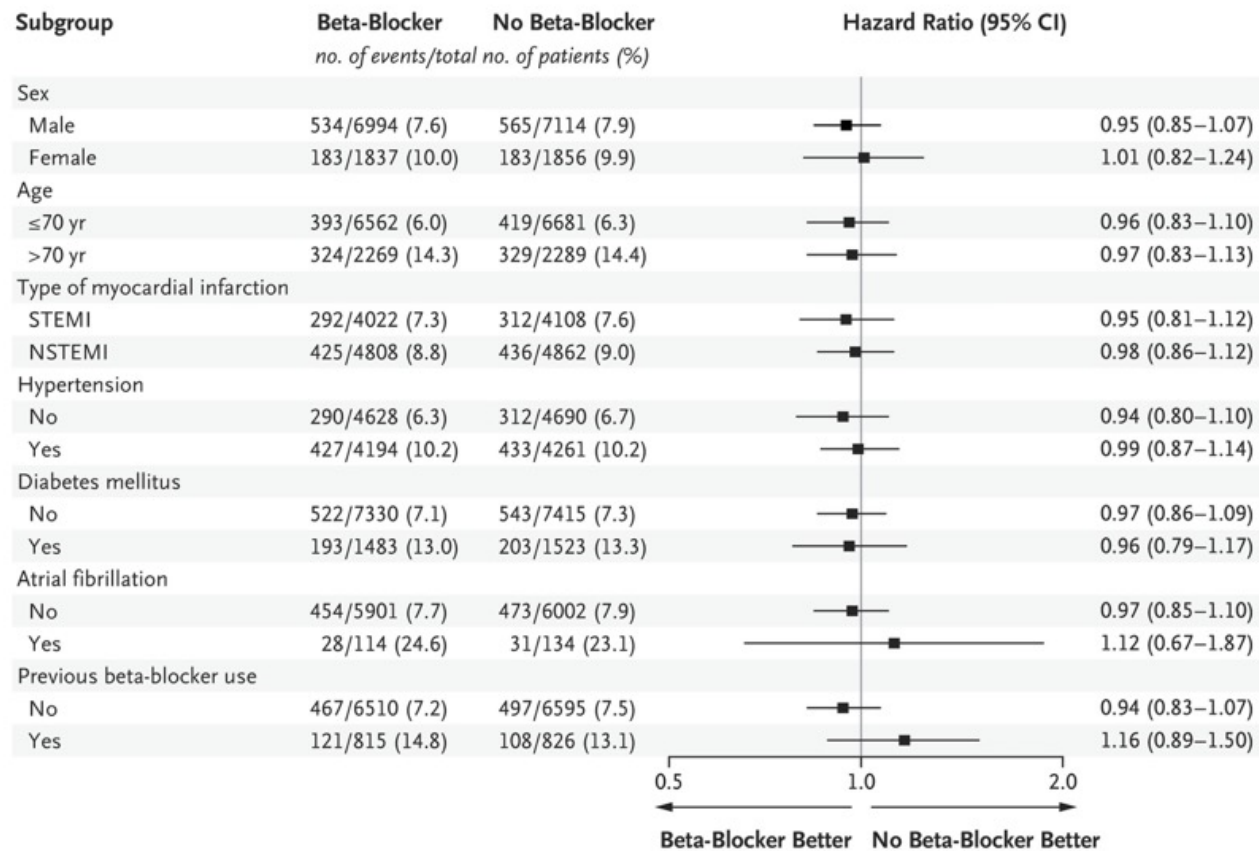 Subgroup Beta-Blocker No Beta-Blocker Hazard Ratio (95% CI)
no. of events/total no. of patients (%)
Sex
Male 534/6994 (7.6) 565/7114 (7.9) 0.95 (0.85–1.07)
Female 183/1837 (10.0) 183/1856 (9.9) 1.01 (0.82–1.24)
Age
≤70 yr 393/6562 (6.0) 419/6681 (6.3) 0.96 (0.83–1.10)
>70 yr 324/2269 (14.3) 329/2289 (14.4) 0.97 (0.83–1.13)
Type of myocardial infarction
STEMI 292/4022 (7.3) 312/4108 (7.6) 0.95 (0.81–1.12)
NSTEMI 425/4808 (8.8) 436/4862 (9.0) 0.98 (0.86–1.12)
Hypertension
No 290/4628 (6.3) 312/4690 (6.7) 0.94 (0.80–1.10)
Yes 427/4194 (10.2) 433/4261 (10.2) 0.99 (0.87–1.14)
Diabetes mellitus
No 522/7330 (7.1) 543/7415 (7.3) 0.97 (0.86–1.09)
Yes 193/1483 (13.0) 203/1523 (13.3) 0.96 (0.79–1.17)
Atrial fibrillation
No 454/5901 (7.7) 473/6002 (7.9) 0.97 (0.85–1.10)
Yes 28/114 (24.6) 31/134 (23.1) 1.12 (0.67–1.87)
Previous beta-blocker use
No 467/6510 (7.2) 497/6595 (7.5) 0.94 (0.83–1.07)
Yes 121/815 (14.8) 108/826 (13.1) 1.16 (0.89–1.50)
0.5 1.0 2.0
Beta-Blocker Better No Beta-Blocker Better